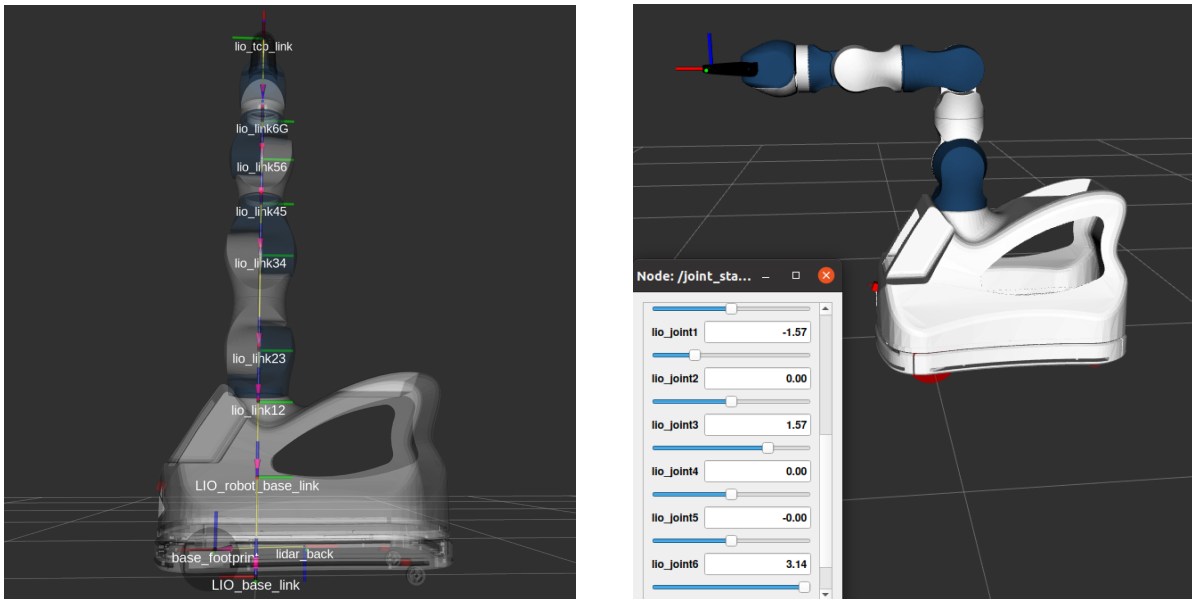 lio_tcp_link
lio_link6G
lio_link56
lio_link45
lio_link34
lio_link23
lio_link12
LIO_robot_base_link
base_footprint
lidar_back
LIO_base_link
Node: /joint_sta...
lio_joint1 -1.57
lio_joint2 0.00
lio_joint3 1.57
lio_joint4 0.00
lio_joint5 -0.00
lio_joint6 3.14